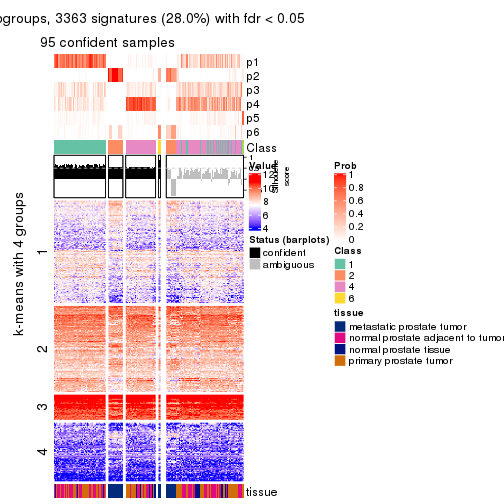 ogroups, 3363 signatures (28.0%) with fdr < 0.05
95 confident samples
p1
p2
p3
p4
p5
p6
Class
1
2
3
4
k-means with 4 groups
tissue
Value
12
10
8
6
4
score
Status (barplots)
confident
ambiguous
Prob
1
0.8
0.6
0.4
0.2
0
Class
1
2
4
6
tissue
metastatic prostate tumor
normal prostate adjacent to tumor
normal prostate tissue
primary prostate tumor